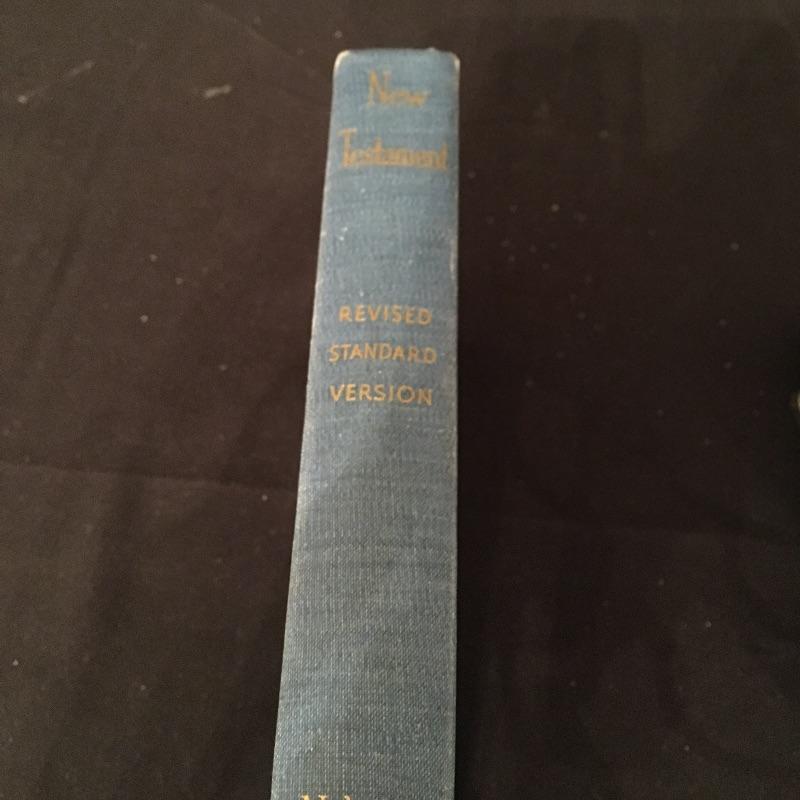 New
Testament
REVISED
STANDARD
VERSION